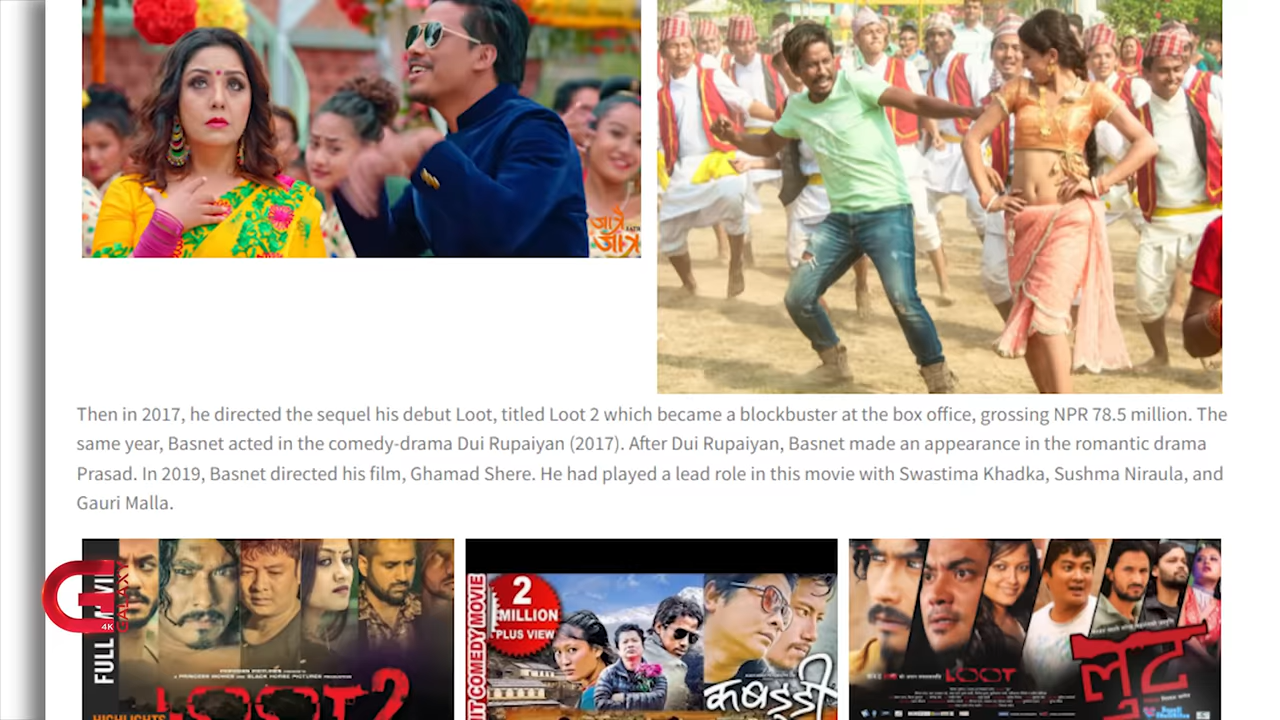 जात्रै
जात्रा
Then in 2017, he directed the sequel his debut Loot, titled Loot 2 which became a blockbuster at the box office, grossing NPR 78.5 million. The
same year, Basnet acted in the comedy-drama Dui Rupaiyan (2017). After Dui Rupaiyan, Basnet made an appearance in the romantic drama
Prasad. In 2019, Basnet directed his film, Ghamad Shere. He had played a lead role in this movie with Swastima Khadka, Sushma Niraula, and
Gauri Malla.
GALAXY
4K
FULL
LOOT 2
HIGHLIGHTS
2
MILLION
PLUS VIEW
COMEDY MOVIE
कबड्डी
LOOT
लुट